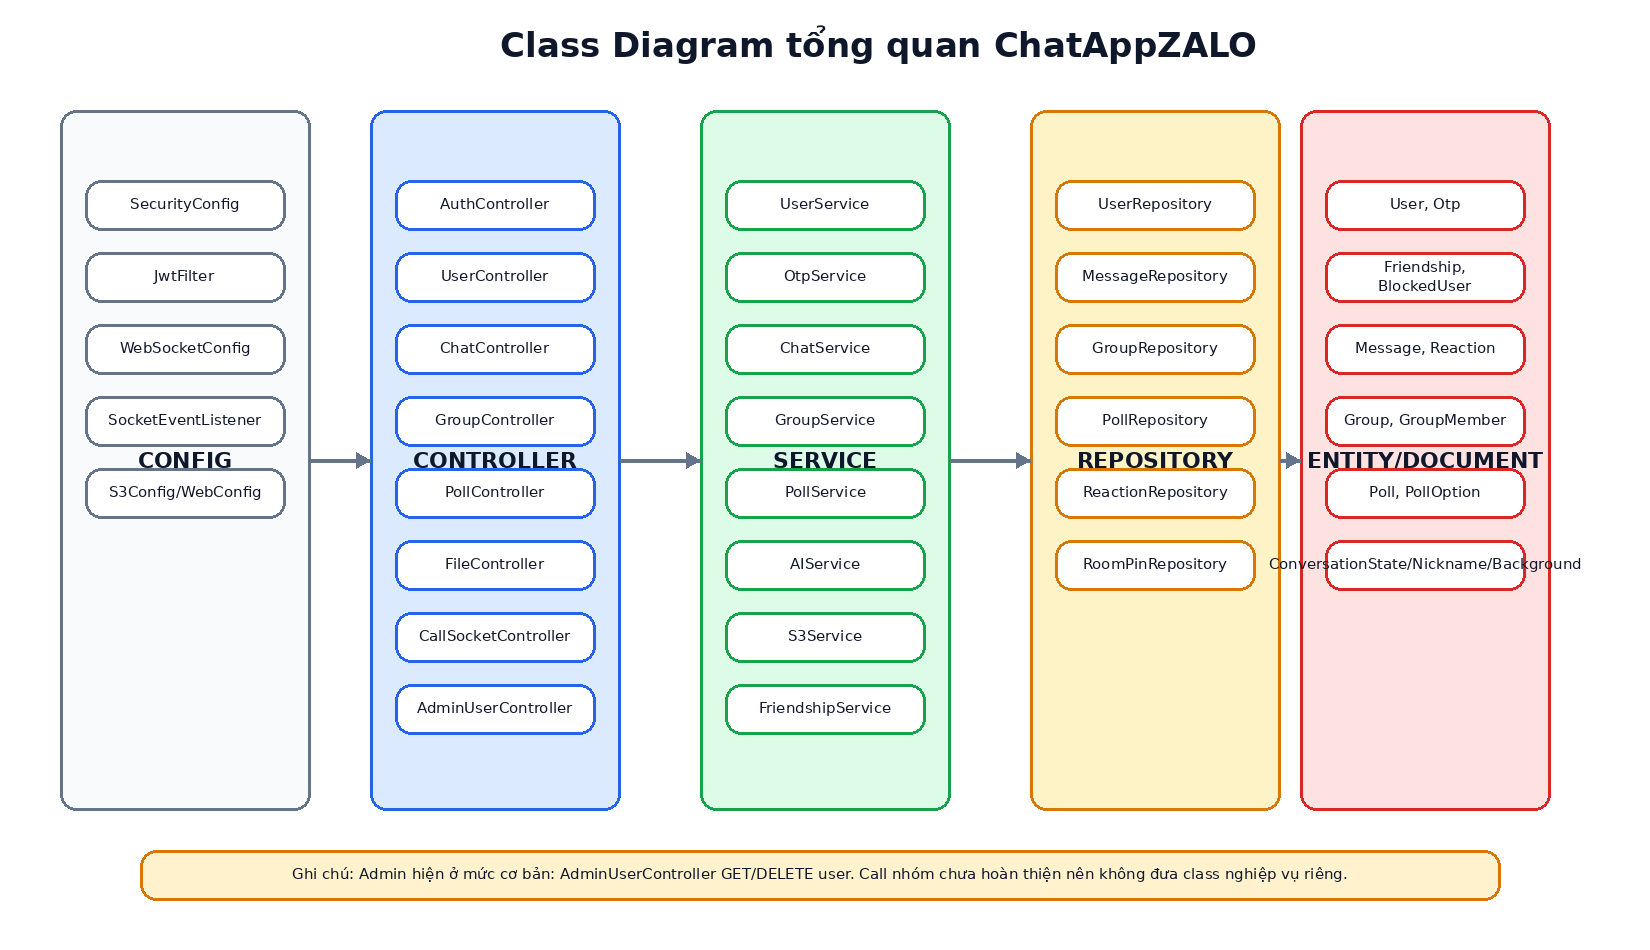 Class Diagram tổng quan ChatAppZALO
CONFIG
SecurityConfig
JwtFilter
WebSocketConfig
SocketEventListener
S3Config/WebConfig
CONTROLLER
AuthController
UserController
ChatController
GroupController
PollController
FileController
CallSocketController
AdminUserController
SERVICE
UserService
OtpService
ChatService
GroupService
PollService
AIService
S3Service
FriendshipService
REPOSITORY
UserRepository
MessageRepository
GroupRepository
PollRepository
ReactionRepository
RoomPinRepository
ENTITY/DOCUMENT
User, Otp
Friendship,
BlockedUser
Message, Reaction
Group, GroupMember
Poll, PollOption
ConversationState/Nickname/Background
Ghi chú: Admin hiện ở mức cơ bản: AdminUserController GET/DELETE user. Call nhóm chưa hoàn thiện nên không đưa class nghiệp vụ riêng.